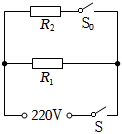 R₂ S₀
R₁
220V S